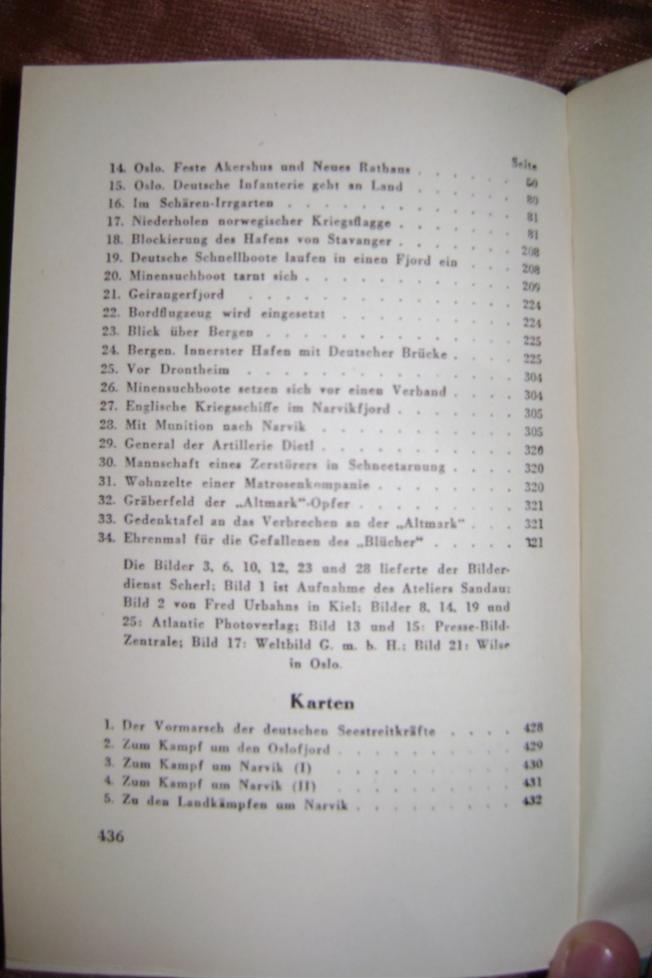 Seite
14. Oslo. Feste Akershus und Neues Rathaus . . . . . . 80
15. Oslo. Deutsche Infanterie geht an Land . . . . . . 80
16. Im Schären-Irrgarten . . . . . . . . . . . . 81
17. Niederholen norwegischer Kriegsflagge . . . . . . . 81
18. Blockierung des Hafens von Stavanger . . . . . . . 208
19. Deutsche Schnellboote laufen in einen Fjord ein . . . 208
20. Minensuchboot tarnt sich . . . . . . . . . . . 209
21. Geirangerfjord . . . . . . . . . . . . . 224
22. Bordflugzeug wird eingesetzt . . . . . . . . . 224
23. Blick über Bergen . . . . . . . . . . . . . 225
24. Bergen. Innerster Hafen mit Deutscher Brücke . . . . 225
25. Vor Drontheim . . . . . . . . . . . . . 304
26. Minensuchboote setzen sich vor einen Verband . . . . 304
27. Englische Kriegsschiffe im Narvikfjord . . . . . . . 305
28. Mit Munition nach Narvik . . . . . . . . . . 305
29. General der Artillerie Dietl . . . . . . . . . . 320
30. Mannschaft eines Zerstörers in Schneetarnung . . . . 320
31. Wohnzelte einer Matrosenkompanie . . . . . . . . 320
32. Gräberfeld der „Altmark“-Opfer . . . . . . . . . 321
33. Gedenktafel an das Verbrechen an der „Altmark“ . . . 321
34. Ehrenmal für die Gefallenen des „Blücher“ . . . . . 321
Die Bilder 3, 6, 10, 12, 23 und 28 lieferte der Bilder-
dienst Scherl; Bild 1 ist Aufnahme des Ateliers Sandau;
Bild 2 von Fred Urbahns in Kiel; Bilder 8, 14, 19 und
25: Atlantic Photoverlag; Bild 13 und 15: Presse-Bild-
Zentrale; Bild 17: Weltbild G. m. b. H.; Bild 21: Wilse
in Oslo.
Karten
1. Der Vormarsch der deutschen Seestreitkräfte . . . . 428
2. Zum Kampf um den Oslofjord . . . . . . . . . 429
3. Zum Kampf um Narvik (I) . . . . . . . . . 430
4. Zum Kampf um Narvik (II) . . . . . . . . . 431
5. Zu den Landkämpfen um Narvik . . . . . . . . . 432
436